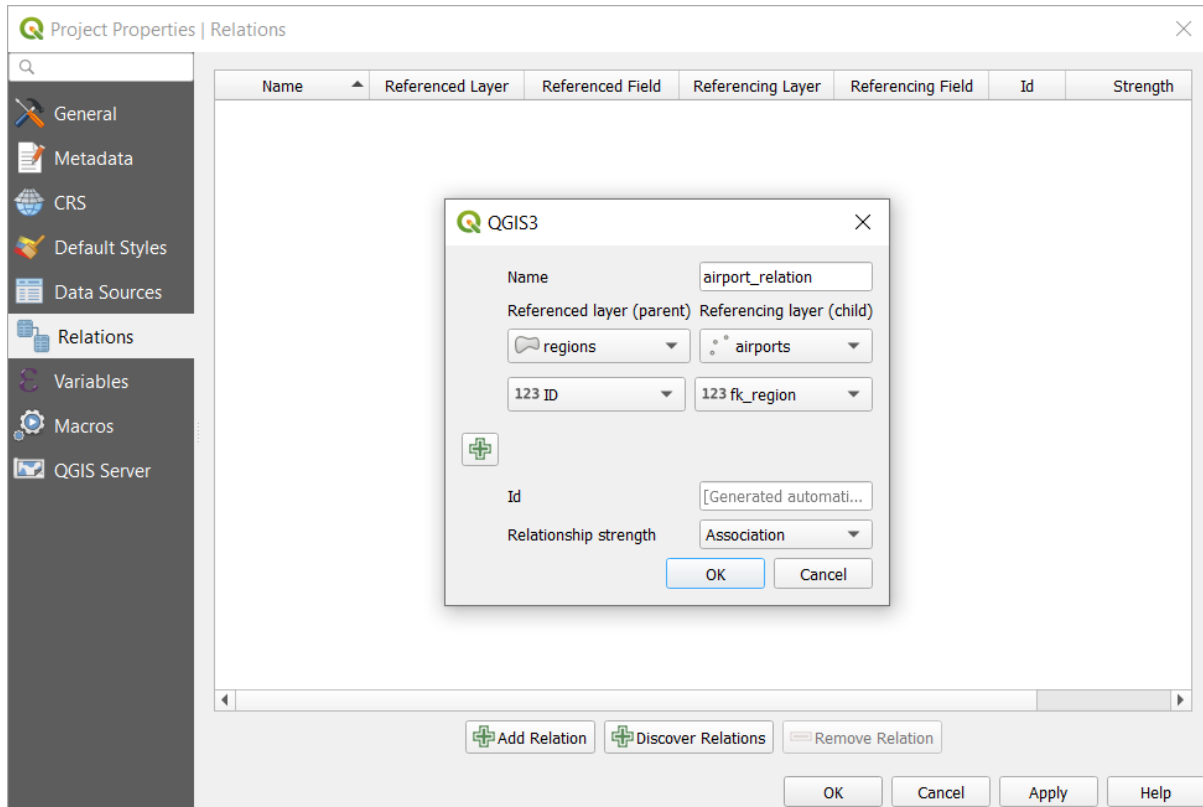 Project Properties | Relations
Name Referenced Layer Referenced Field Referencing Layer Referencing Field Id Strength
General
Metadata
CRS
Default Styles
Data Sources
Relations
Variables
Macros
QGIS Server
QGIS3
Name airport_relation
Referenced layer (parent) Referencing layer (child)
regions airports
123 ID 123 fk_region
Id [Generated automati...
Relationship strength Association
OK Cancel
Add Relation Discover Relations Remove Relation
OK Cancel Apply Help